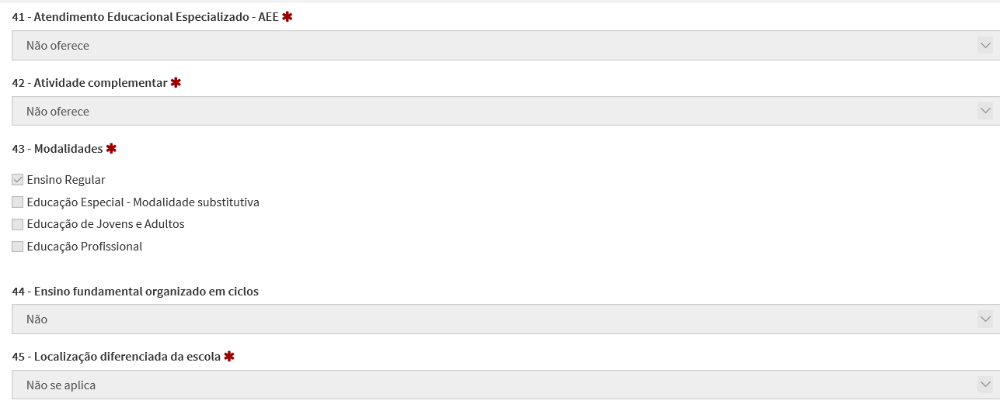 41 - Atendimento Educacional Especializado - AEE ✱
Não oferece
42 - Atividade complementar ✱
Não oferece
43 - Modalidades ✱
Ensino Regular
Educação Especial - Modalidade substitutiva
Educação de Jovens e Adultos
Educação Profissional
44 - Ensino fundamental organizado em ciclos
Não
45 - Localização diferenciada da escola ✱
Não se aplica